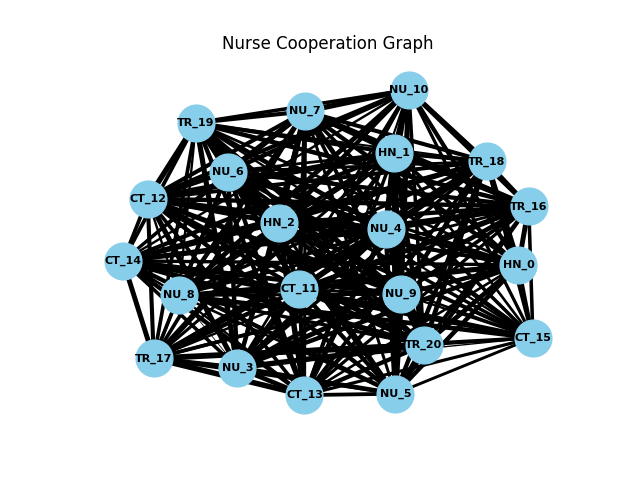 Nurse Cooperation Graph
NU_10
NU_7
TR_19
HN_1
TR_18
NU_6
CT_12
TR_16
HN_2
NU_4
CT_14
HN_0
CT_11
NU_8
NU_9
CT_15
TR_20
TR_17
NU_3
CT_13
NU_5